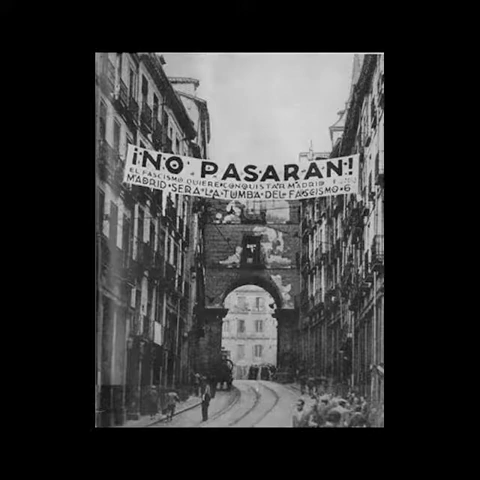 ¡NO PASARAN!
EL FASCISMO QUIERE CONQUISTAR MADRID
MADRID SERA LA TUMBA DEL FASCISMO